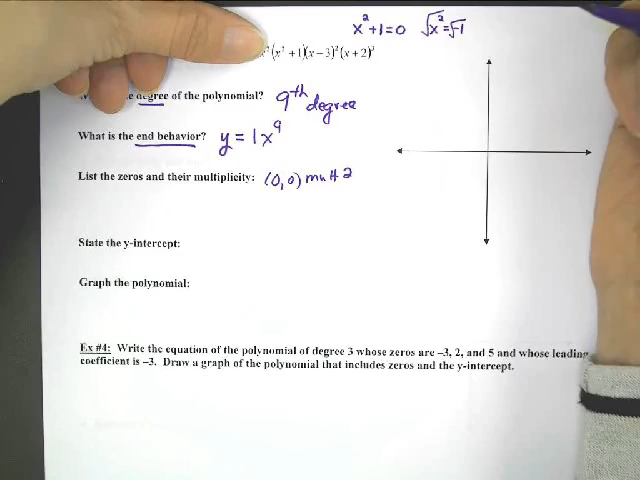 x² + 1 = 0 √x² = √-1
(x² + 1)(x − 3)²(x + 2)³
the degree of the polynomial? 9th degree
What is the end behavior? y = 1x⁹
List the zeros and their multiplicity: (0, 0) mult 2
State the y-intercept:
Graph the polynomial:
Ex #4: Write the equation of the polynomial of degree 3 whose zeros are –3, 2, and 5 and whose leading
coefficient is –3. Draw a graph of the polynomial that includes zeros and the y-intercept.